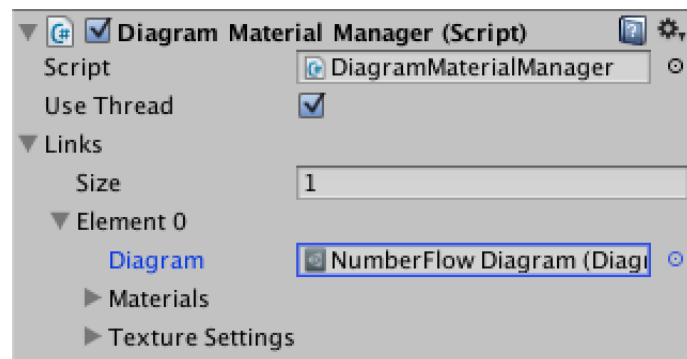 Diagram Material Manager (Script)
Script DiagramMaterialManager
Use Thread
Links
Size 1
Element 0
Diagram NumberFlow Diagram (Diagr
Materials
Texture Settings